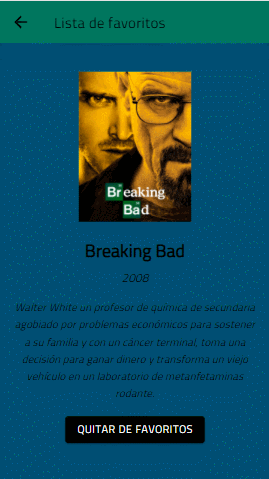 Lista de favoritos
Breaking
Bad
Breaking Bad
2008
Walter White un profesor de química de secundaria
agobiado por problemas económicos para sostener
a su familia y con un cáncer terminal, toma una
decisión para ganar dinero y transforma un viejo
vehículo en un laboratorio de metanfetaminas
rodante.
QUITAR DE FAVORITOS